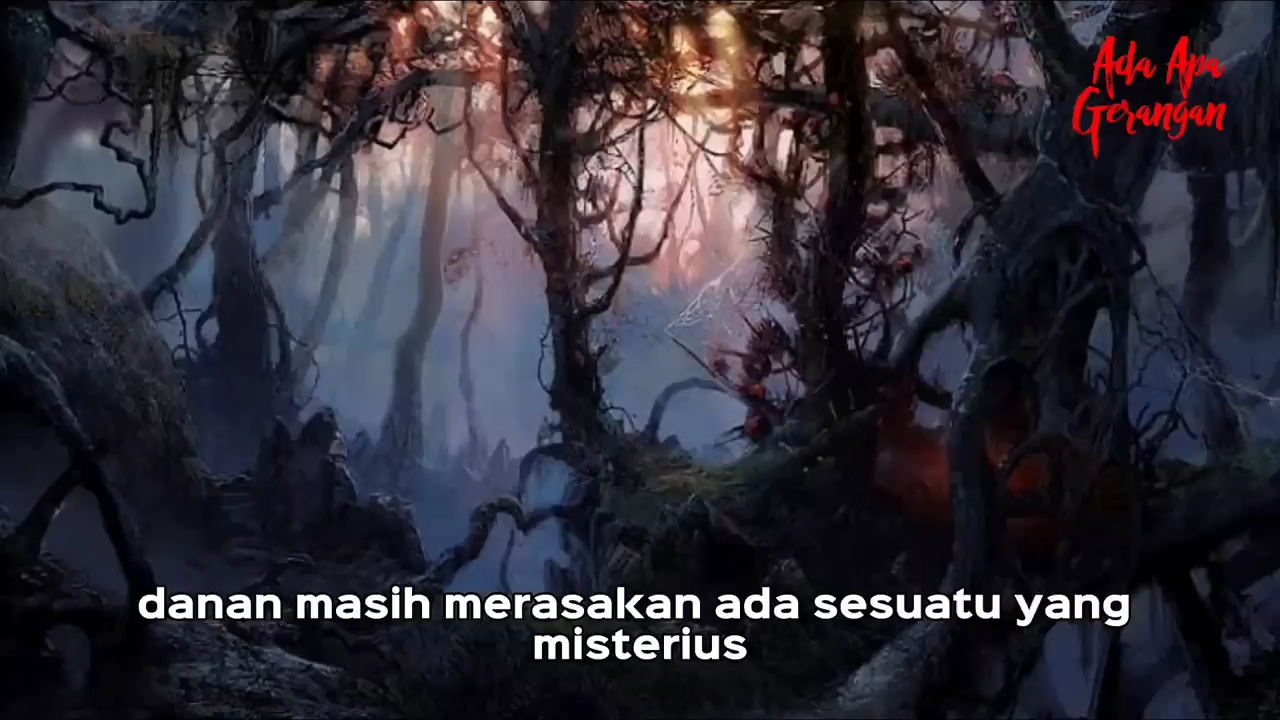 Ada Apa
Gerangan
danan masih merasakan ada sesuatu yang
misterius